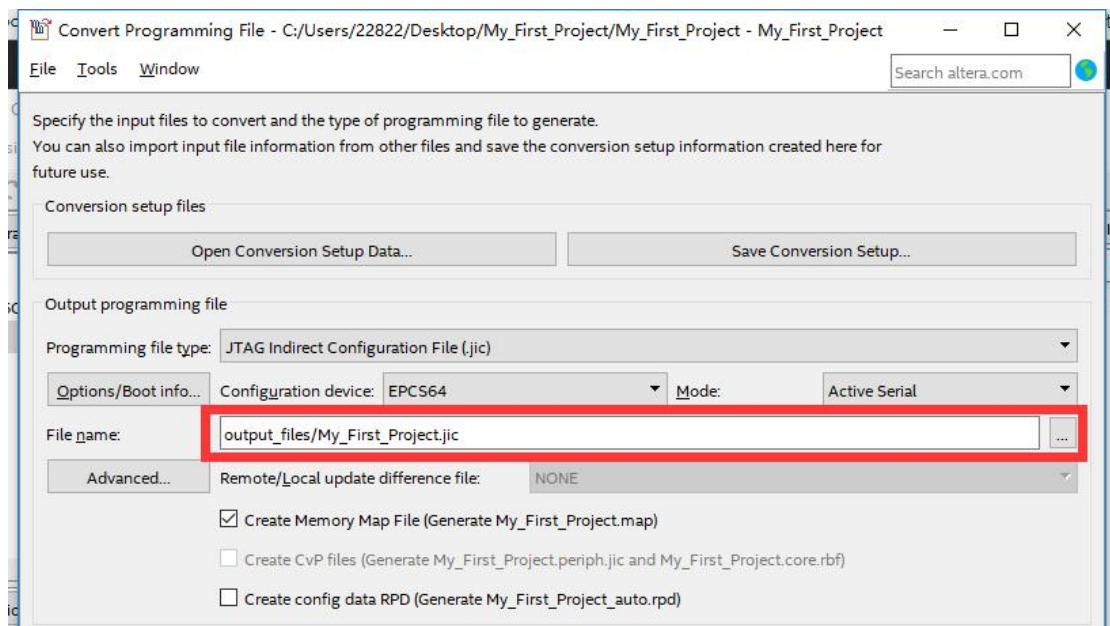 Convert Programming File - C:/Users/22822/Desktop/My_First_Project/My_First_Project - My_First_Project
File Tools Window
Search altera.com
Specify the input files to convert and the type of programming file to generate.
You can also import input file information from other files and save the conversion setup information created here for
future use.
Conversion setup files
Open Conversion Setup Data... Save Conversion Setup...
Output programming file
Programming file type: JTAG Indirect Configuration File (.jic)
Options/Boot info... Configuration device: EPCS64 Mode: Active Serial
File name: output_files/My_First_Project.jic ...
Advanced... Remote/Local update difference file: NONE
Create Memory Map File (Generate My_First_Project.map)
Create CvP files (Generate My_First_Project.periph.jic and My_First_Project.core.rbf)
Create config data RPD (Generate My_First_Project_auto.rpd)